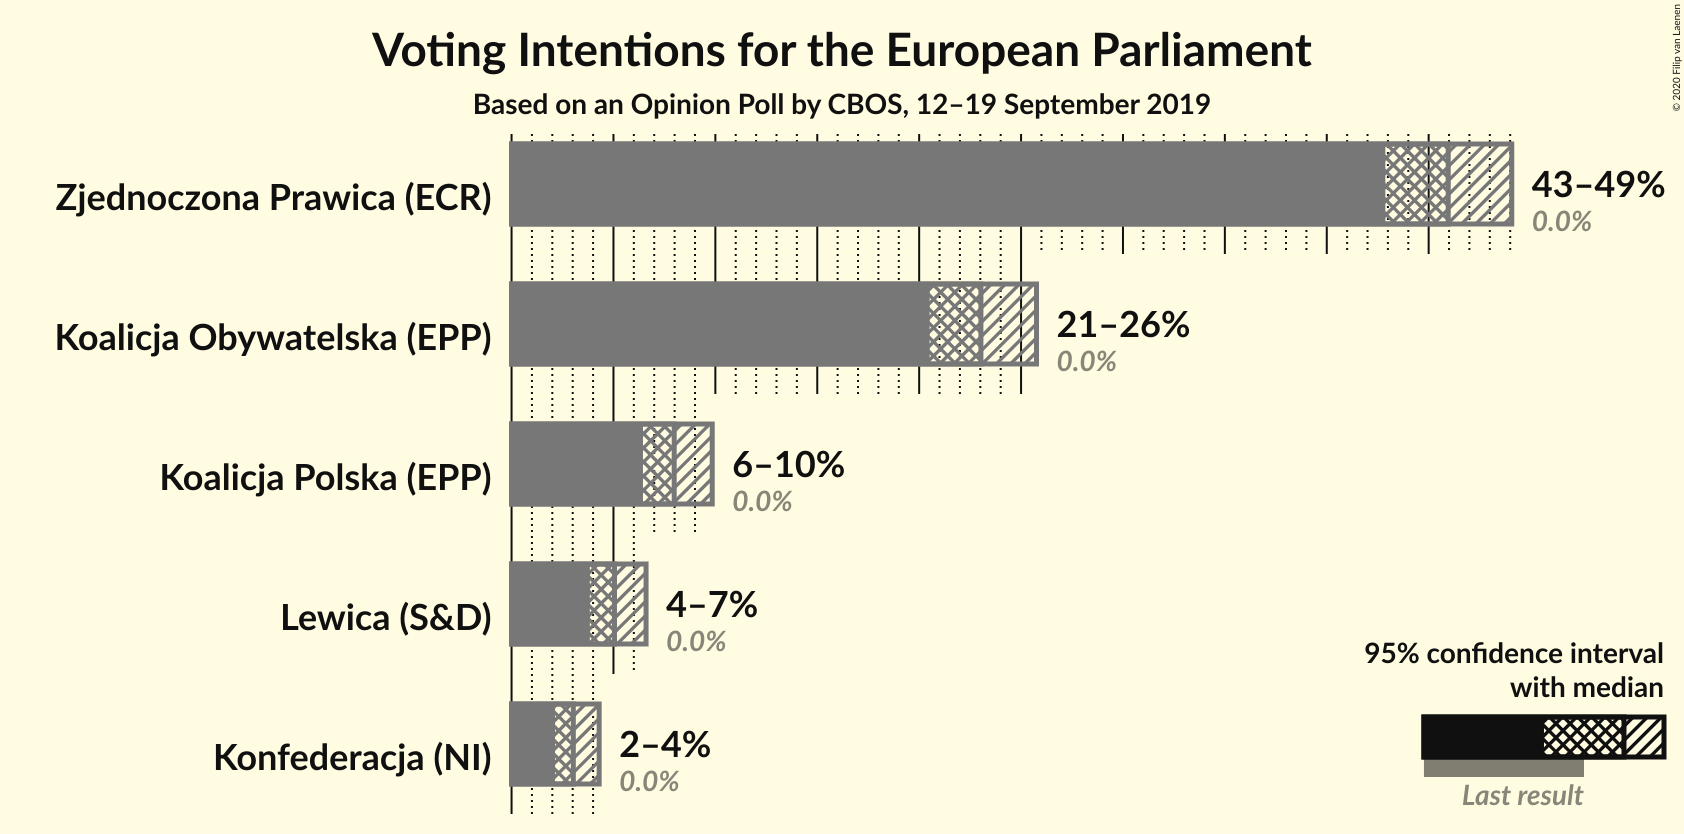 Voting Intentions for the European Parliament
Based on an Opinion Poll by CBOS, 12–19 September 2019
© 2020 Filip van Laenen
Zjednoczona Prawica (ECR)
43–49%
0.0%
Koalicja Obywatelska (EPP)
21–26%
0.0%
Koalicja Polska (EPP)
6–10%
0.0%
Lewica (S&D)
4–7%
0.0%
Konfederacja (NI)
2–4%
0.0%
95% confidence interval
with median
Last result